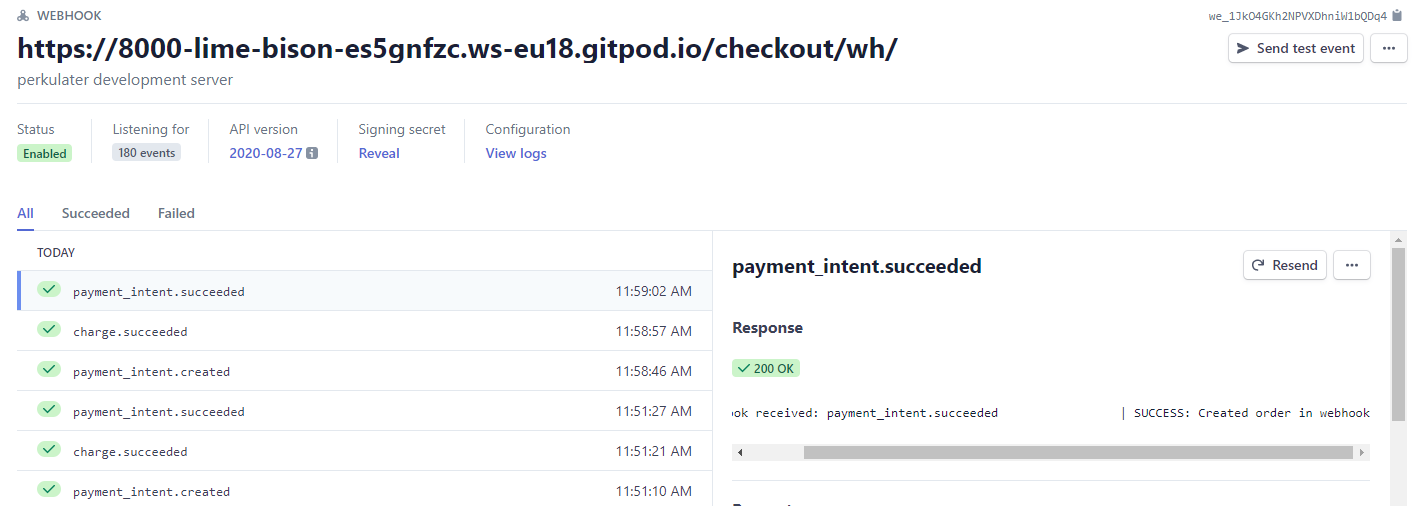 WEBHOOK
we_1JkO4GKh2NPVXDhniW1bQDq4
https://8000-lime-bison-es5gnfzc.ws-eu18.gitpod.io/checkout/wh/
Send test event
perkulater development server
Status Listening for API version Signing secret Configuration
Enabled 180 events 2020-08-27 Reveal View logs
All Succeeded Failed
TODAY
payment_intent.succeeded 11:59:02 AM
charge.succeeded 11:58:57 AM
payment_intent.created 11:58:46 AM
payment_intent.succeeded 11:51:27 AM
charge.succeeded 11:51:21 AM
payment_intent.created 11:51:10 AM
payment_intent.succeeded
Resend
Response
200 OK
ook received: payment_intent.succeeded | SUCCESS: Created order in webhook